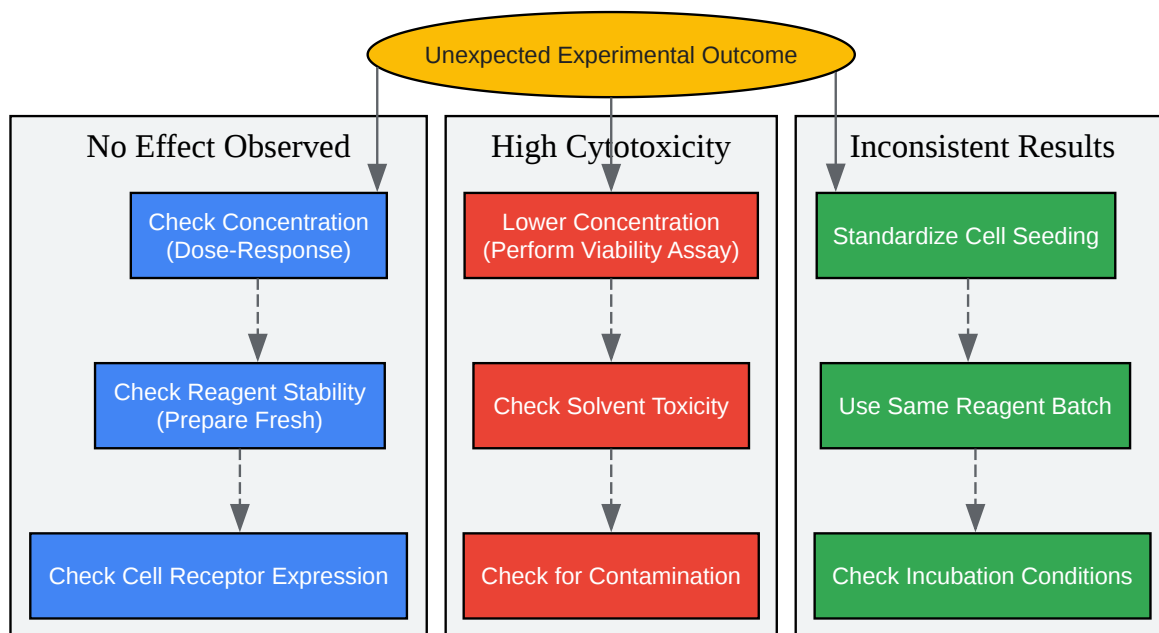 Unexpected Experimental Outcome
No Effect Observed
Check Concentration
(Dose-Response)
Check Reagent Stability
(Prepare Fresh)
Check Cell Receptor Expression
High Cytotoxicity
Lower Concentration
(Perform Viability Assay)
Check Solvent Toxicity
Check for Contamination
Inconsistent Results
Standardize Cell Seeding
Use Same Reagent Batch
Check Incubation Conditions